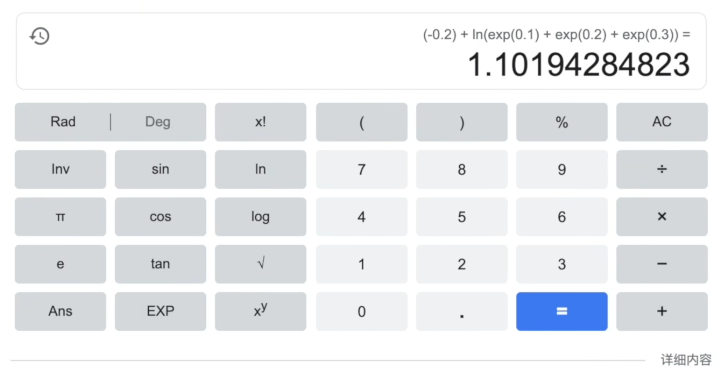 (-0.2) + ln(exp(0.1) + exp(0.2) + exp(0.3)) =
1.10194284823
Rad | Deg x! ( ) % AC
Inv sin ln 7 8 9 ÷
π cos log 4 5 6 ×
e tan √ 1 2 3 −
Ans EXP xʸ 0 . = +
详细内容